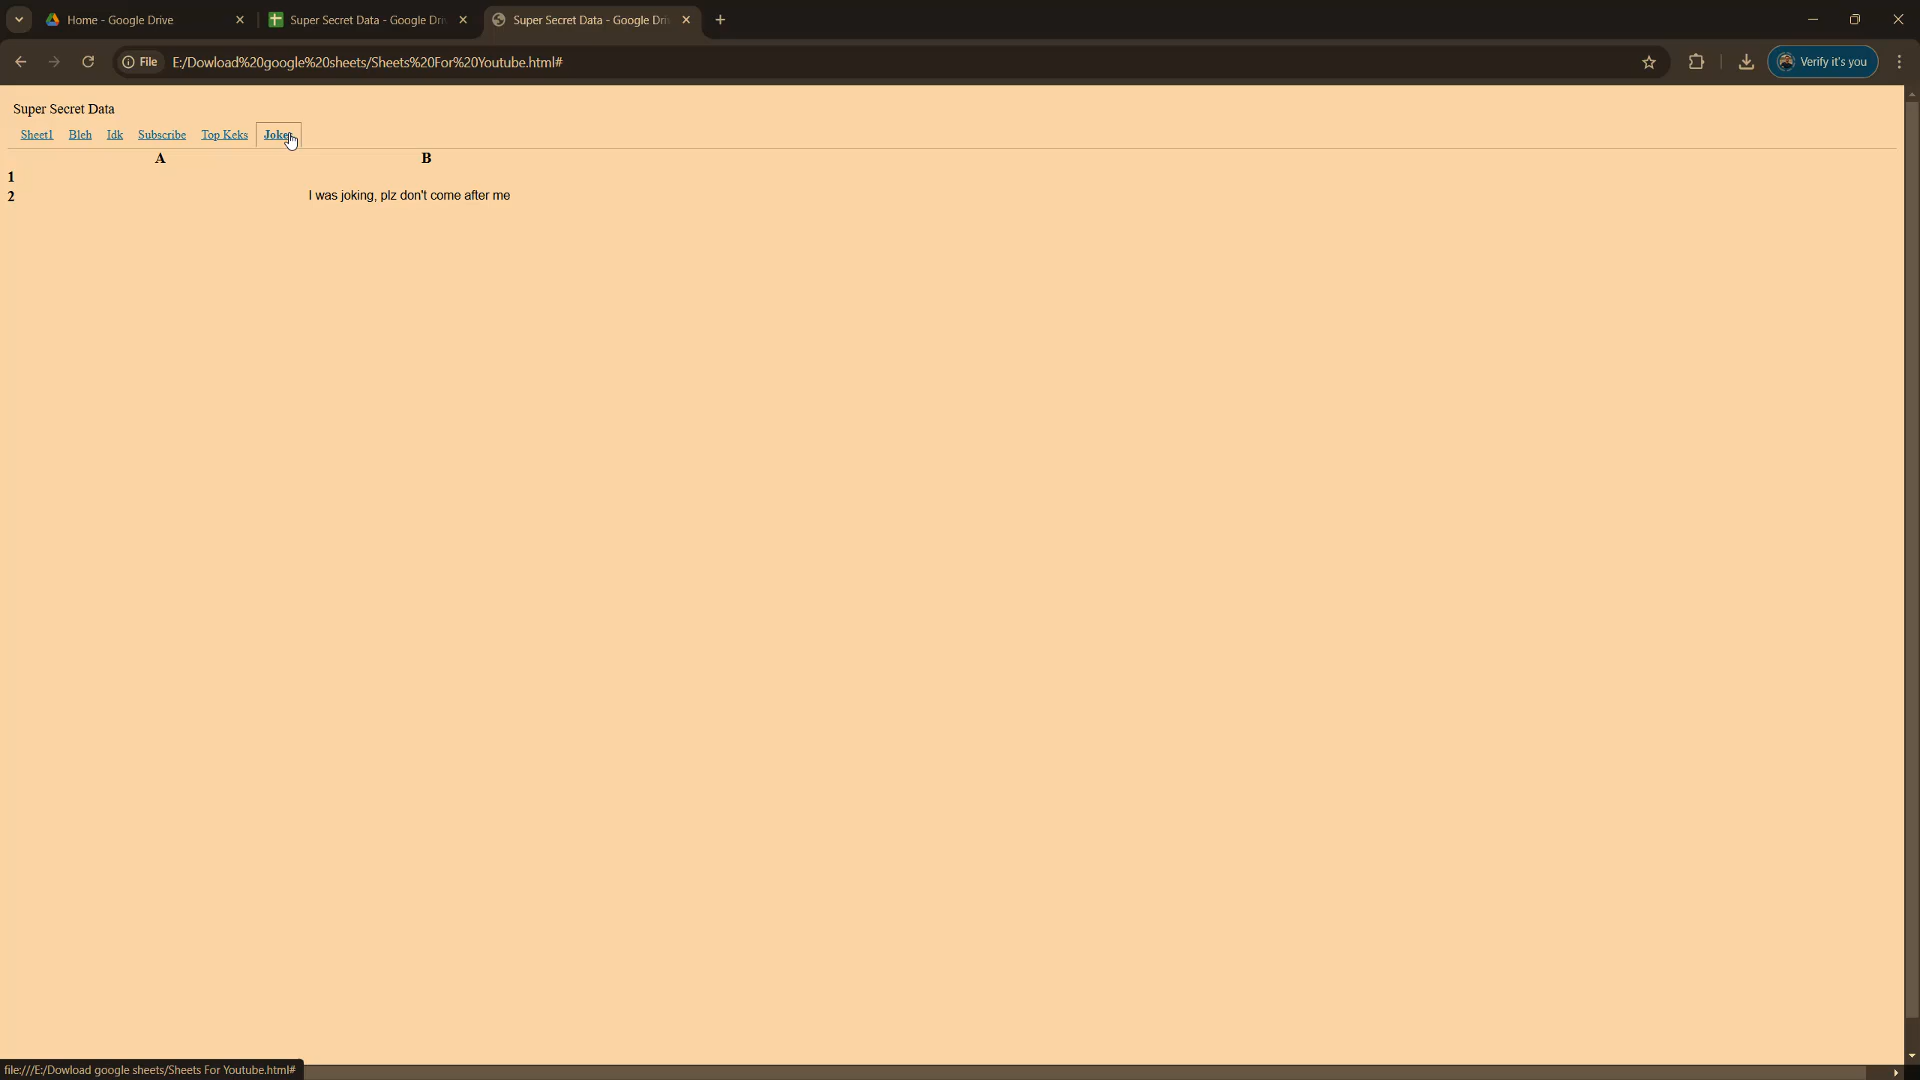 Home - Google Drive
Super Secret Data - Google Dri
Super Secret Data - Google Dri
File
E:/Dowload%20google%20sheets/Sheets%20For%20Youtube.html#
Verify it's you
Super Secret Data
Sheet1 Bleh Idk Subscribe Top Keks
A B
1
2 I was joking, plz don't come after me
file:///E:/Dowload google sheets/Sheets For Youtube.html#